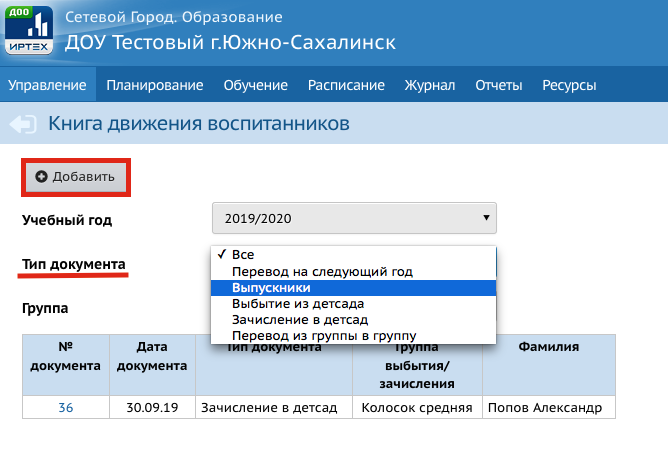 ДОО
ИРТЕХ
Сетевой Город. Образование
ДОУ Тестовый г.Южно-Сахалинск
Управление Планирование Обучение Расписание Журнал Отчеты Ресурсы
Книга движения воспитанников
Добавить
Учебный год 2019/2020
Тип документа
✓ Все
Перевод на следующий год
Выпускники
Выбытие из детсада
Зачисление в детсад
Перевод из группы в группу
Группа
№ документа Дата документа Тип документа Группа выбытия/ зачисления Фамилия
36 30.09.19 Зачисление в детсад Колосок средняя Попов Александр